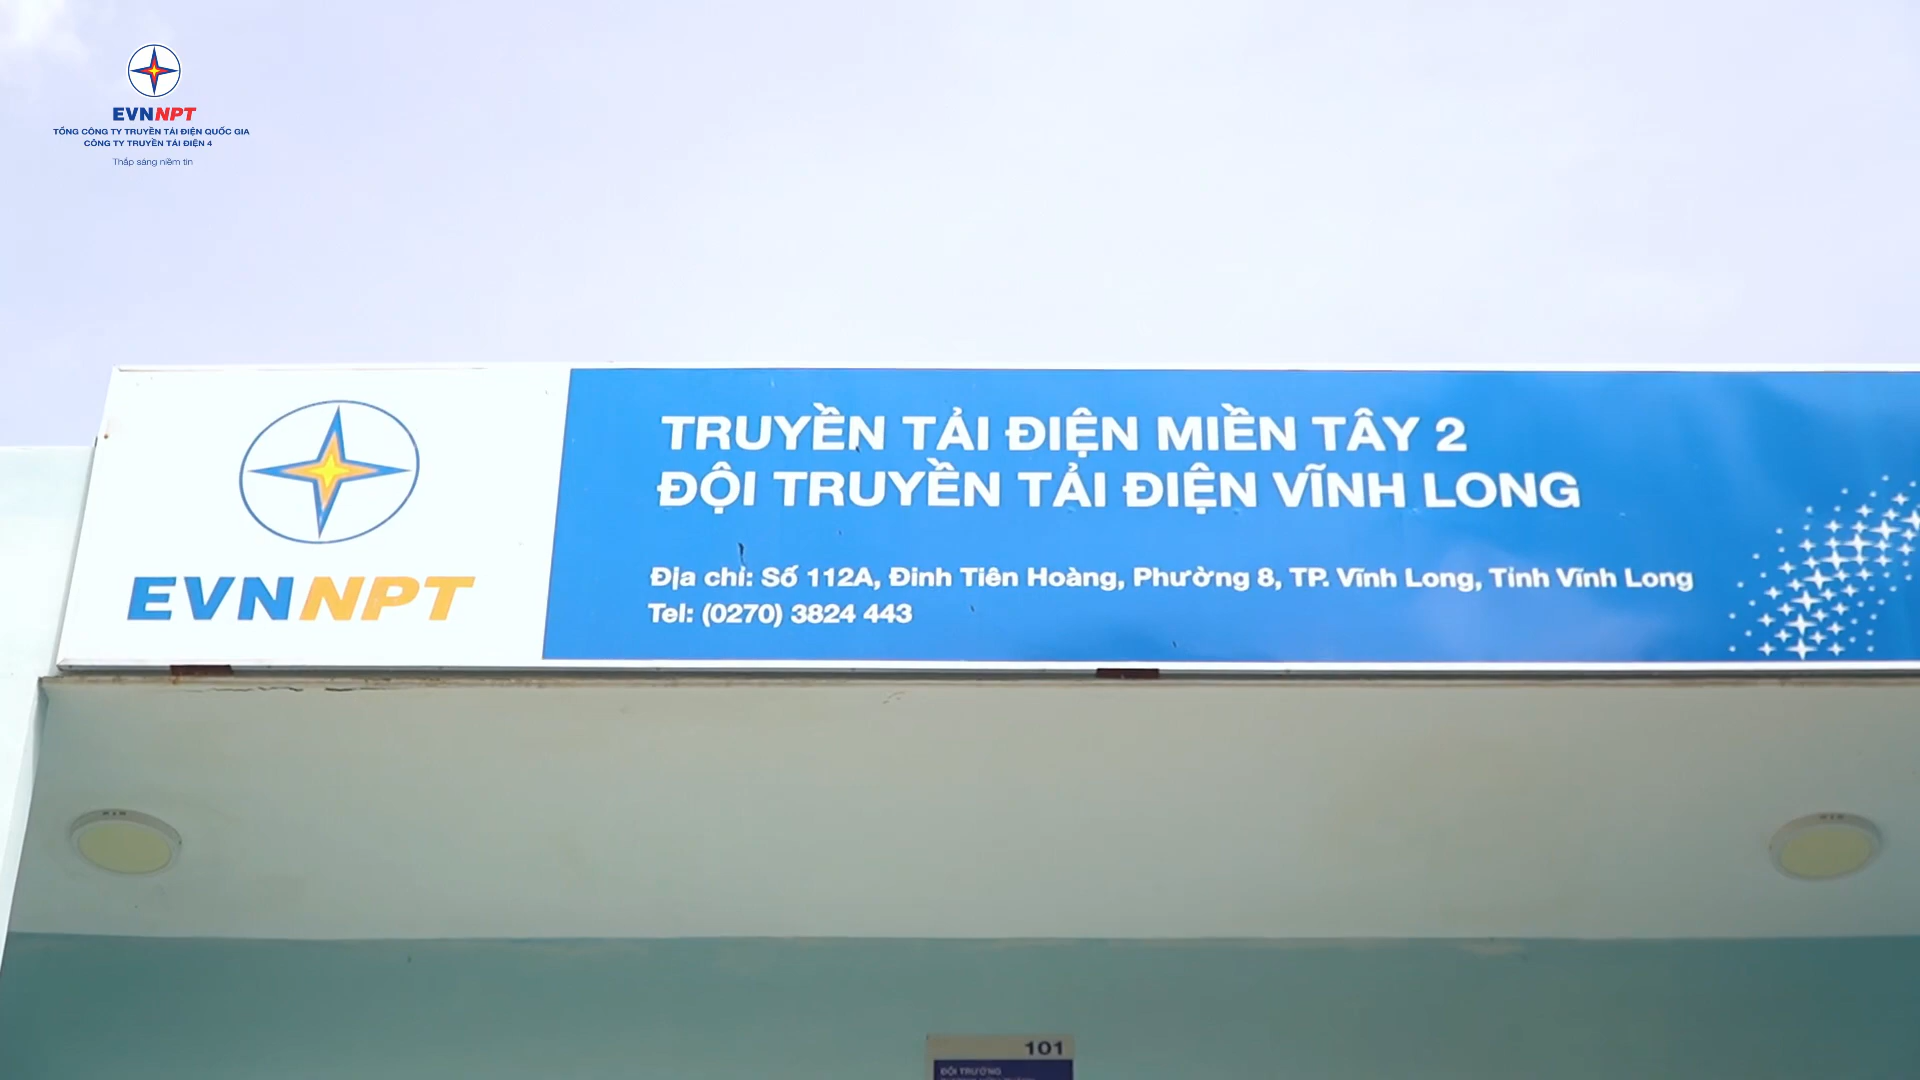 EVNNPT
TỔNG CÔNG TY TRUYỀN TẢI ĐIỆN QUỐC GIA
CÔNG TY TRUYỀN TẢI ĐIỆN 4
Thắp sáng niềm tin
EVNNPT
TRUYỀN TẢI ĐIỆN MIỀN TÂY 2
ĐỘI TRUYỀN TẢI ĐIỆN VĨNH LONG
Địa chỉ: Số 112A, Đinh Tiên Hoàng, Phường 8, TP. Vĩnh Long, Tỉnh Vĩnh Long
Tel: (0270) 3824 443
101
ĐỘI TRƯỞNG